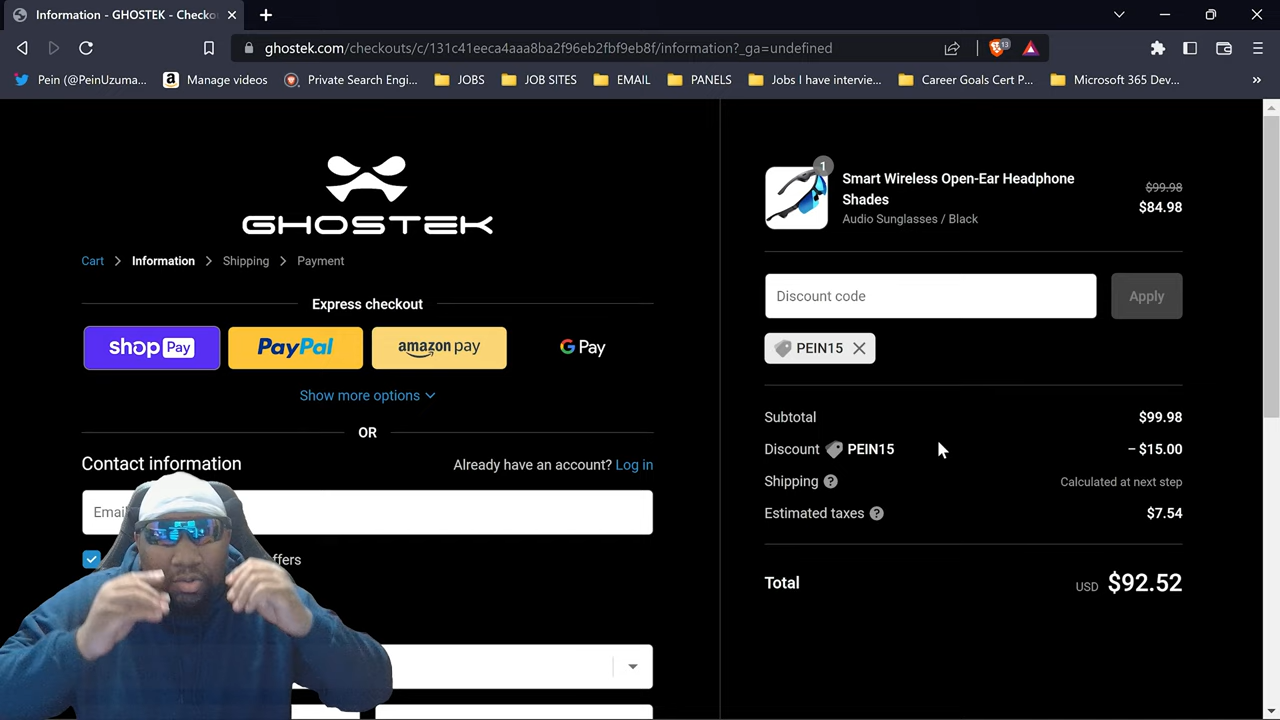 Information - GHOSTEK - Checko
ghostek.com/checkouts/c/131c41eeca4aaa8ba2f96eb2fbf9eb8f/information?_ga=undefined
13
Pein (@PeinUzuma...
Manage videos
Private Search Engi...
JOBS
JOB SITES
EMAIL
PANELS
Jobs I have intervie...
Career Goals Cert P...
Microsoft 365 Dev...
GHOSTEK
Cart > Information > Shipping > Payment
Express checkout
shop Pay
PayPal
amazon pay
G Pay
Show more options
OR
Contact information
Already have an account? Log in
Email
ffers
1
Smart Wireless Open-Ear Headphone
Shades
Audio Sunglasses / Black
$99.98
$84.98
Discount code
Apply
PEIN15
Subtotal $99.98
Discount PEIN15 − $15.00
Shipping ? Calculated at next step
Estimated taxes ? $7.54
Total USD $92.52